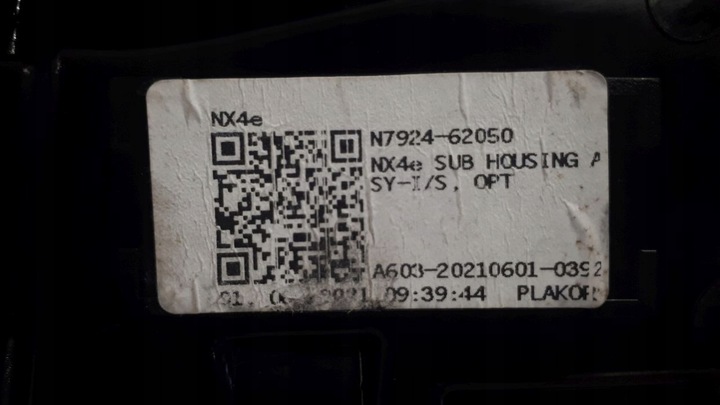 NX4e
N7924-62050
NX4e SUB HOUSING A
SY-I/S, OPT
A603-20210601-0392
09:39:44 PLAKOR